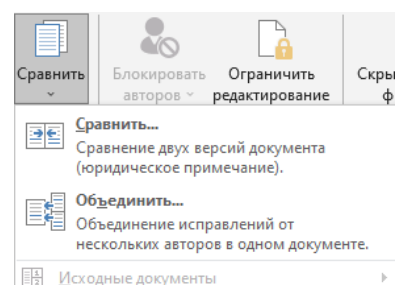 Сравнить
Блокировать
авторов
Ограничить
редактирование
Скры
ф
Сравнить...
Сравнение двух версий документа
(юридическое примечание).
Объединить...
Объединение исправлений от
нескольких авторов в одном документе.
Исходные документы